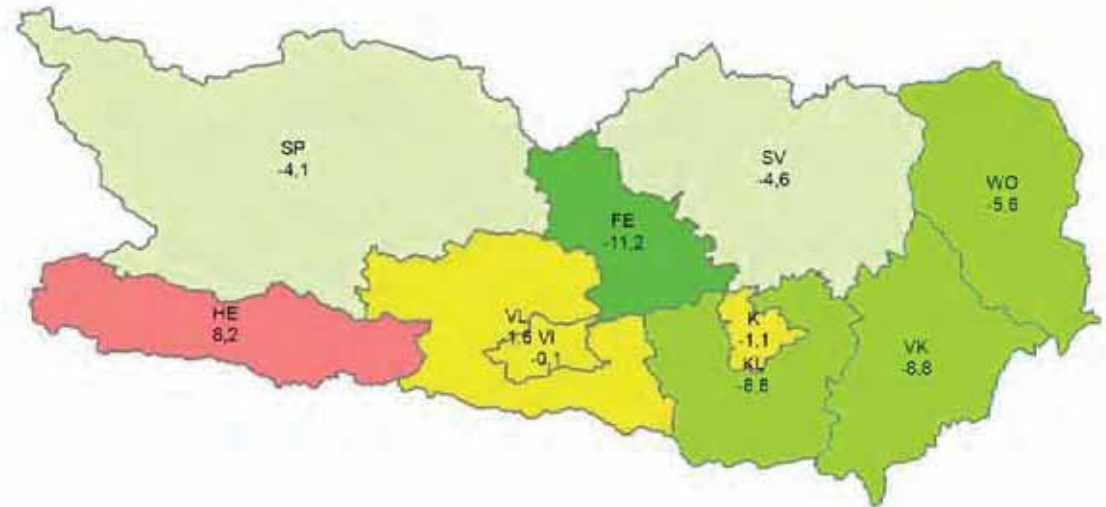 SP
-4,1
SV
-4,6
WO
-5,6
FE
-11,2
HE
8,2
VL
-1,6
VI
-0,1
K
-1,1
KL
-8,8
VK
-8,8